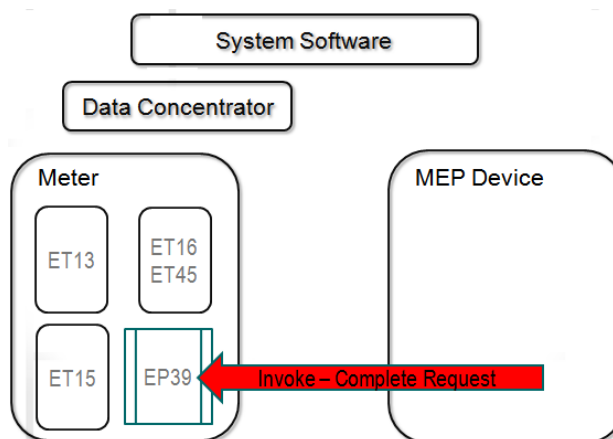 System Software
Data Concentrator
Meter
MEP Device
ET13
ET16
ET45
ET15
EP39
Invoke – Complete Request